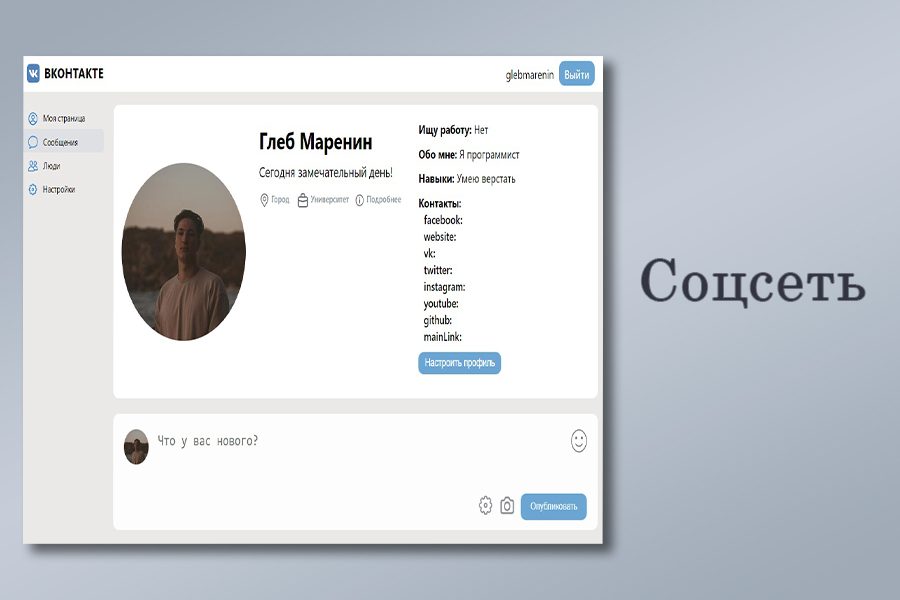 ВКОНТАКТЕ
glebmarenin
Выйти
Моя страница
Сообщения
Люди
Настройки
Глеб Маренин
Сегодня замечательный день!
Город Университет Подробнее
Ищу работу: Нет
Обо мне: Я программист
Навыки: Умею верстать
Контакты:
facebook:
website:
vk:
twitter:
instagram:
youtube:
github:
mainLink:
Настроить профиль
Что у вас нового?
Опубликовать
Соцсеть